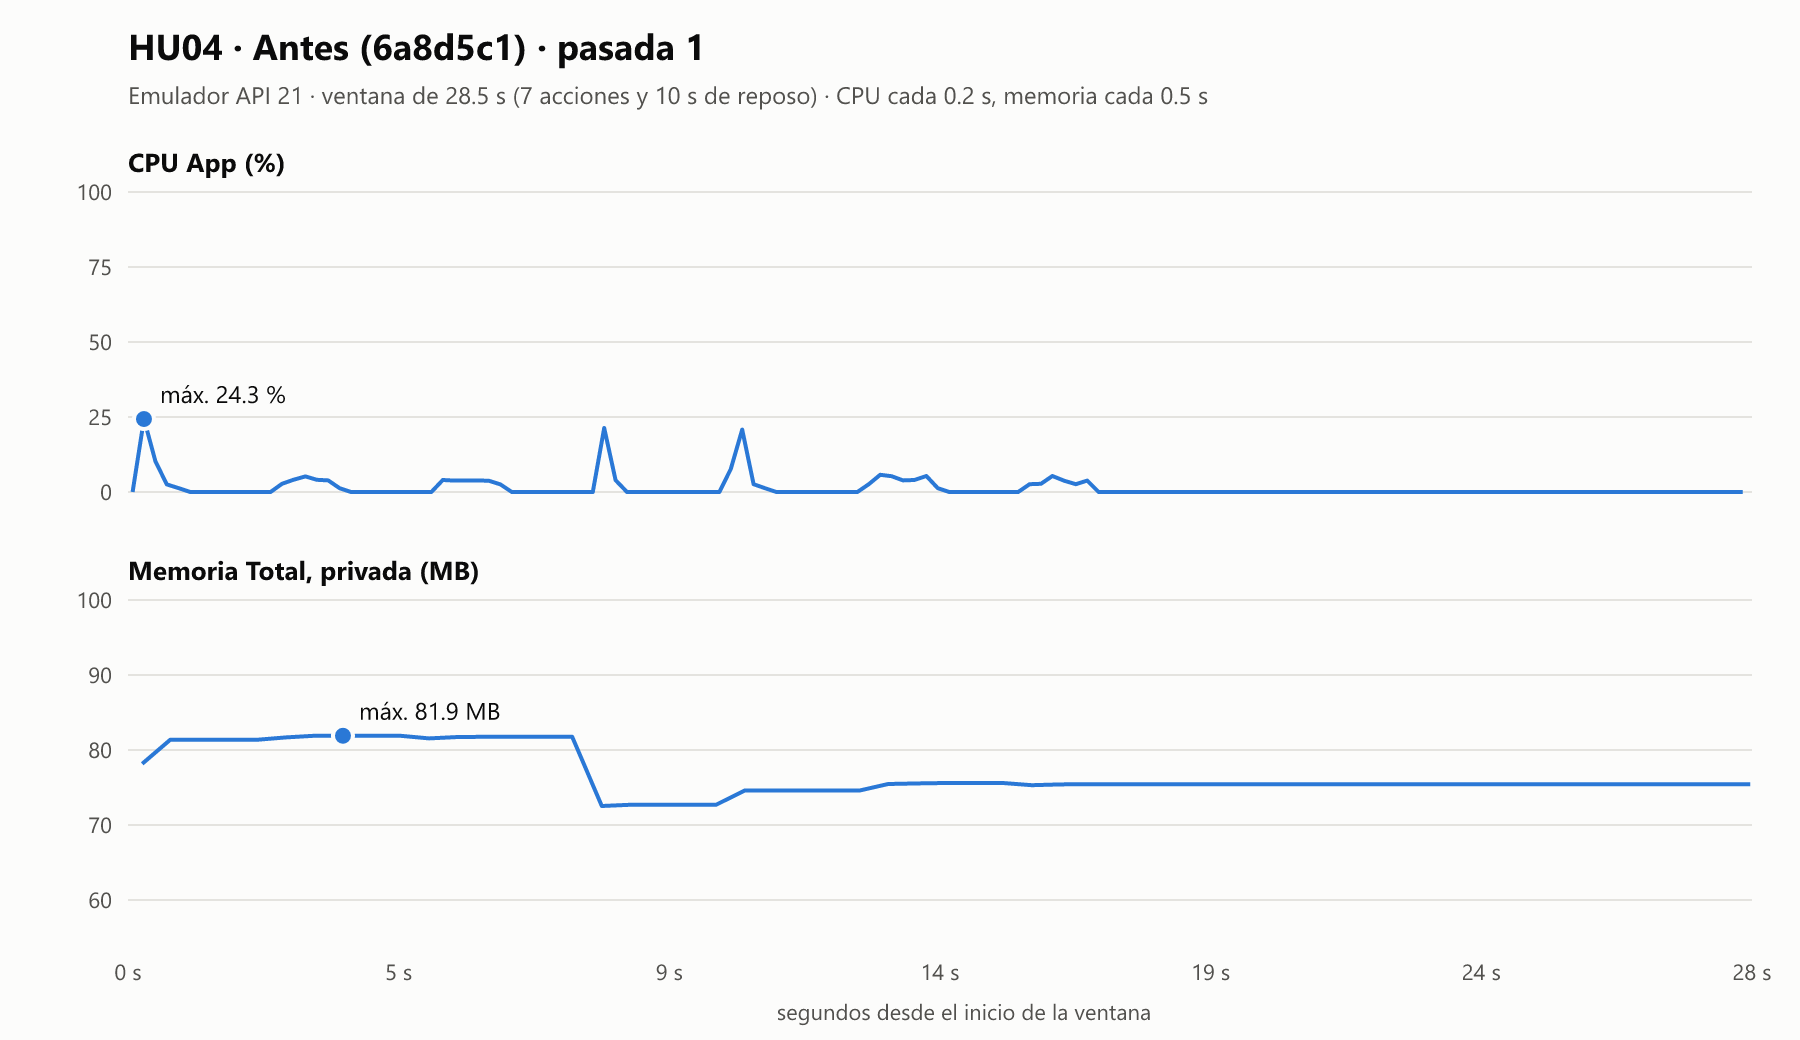 HU04 · Antes (6a8d5c1) · pasada 1
Emulador API 21 · ventana de 28.5 s (7 acciones y 10 s de reposo) · CPU cada 0.2 s, memoria cada 0.5 s
CPU App (%)
100
75
50
máx. 24.3 %
25
0
Memoria Total, privada (MB)
100
90
máx. 81.9 MB
80
70
60
0 s 5 s 9 s 14 s 19 s 24 s 28 s
segundos desde el inicio de la ventana